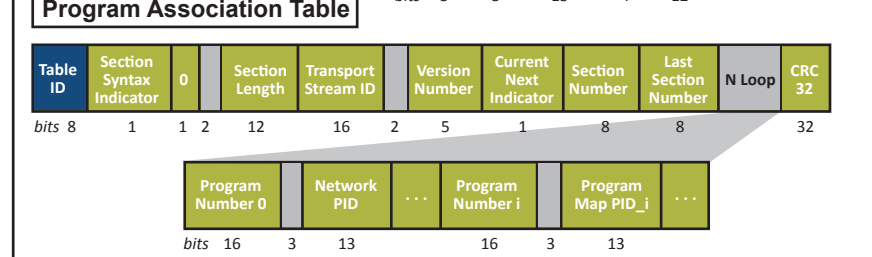 Program Association Table
Table ID
Section Syntax Indicator
0
Section Length
Transport Stream ID
Version Number
Current Next Indicator
Section Number
Last Section Number
N Loop
CRC 32
bits 8 1 1 2 12 16 2 5 1 8 8 32
Program Number 0
Network PID
. . .
Program Number i
Program Map PID_i
. . .
bits 16 3 13 16 3 13